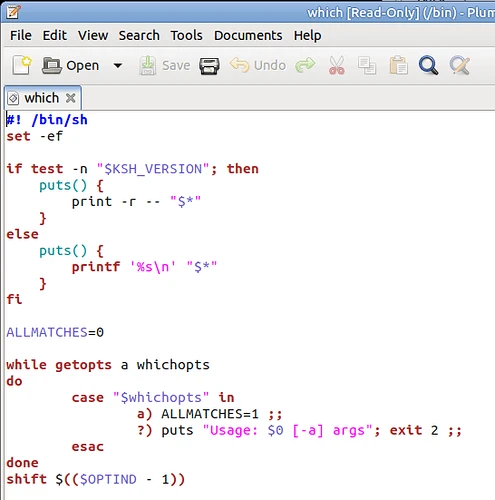 which [Read-Only] (/bin) - Plum
File Edit View Search Tools Documents Help
Open Save Undo
which
#! /bin/sh
set -ef

if test -n "$KSH_VERSION"; then
    puts() {
        print -r -- "$*"
    }
else
    puts() {
        printf '%s\n' "$*"
    }
fi

ALLMATCHES=0

while getopts a whichopts
do
        case "$whichopts" in
                a) ALLMATCHES=1 ;;
                ?) puts "Usage: $0 [-a] args"; exit 2 ;;
        esac
done
shift $(($OPTIND - 1))